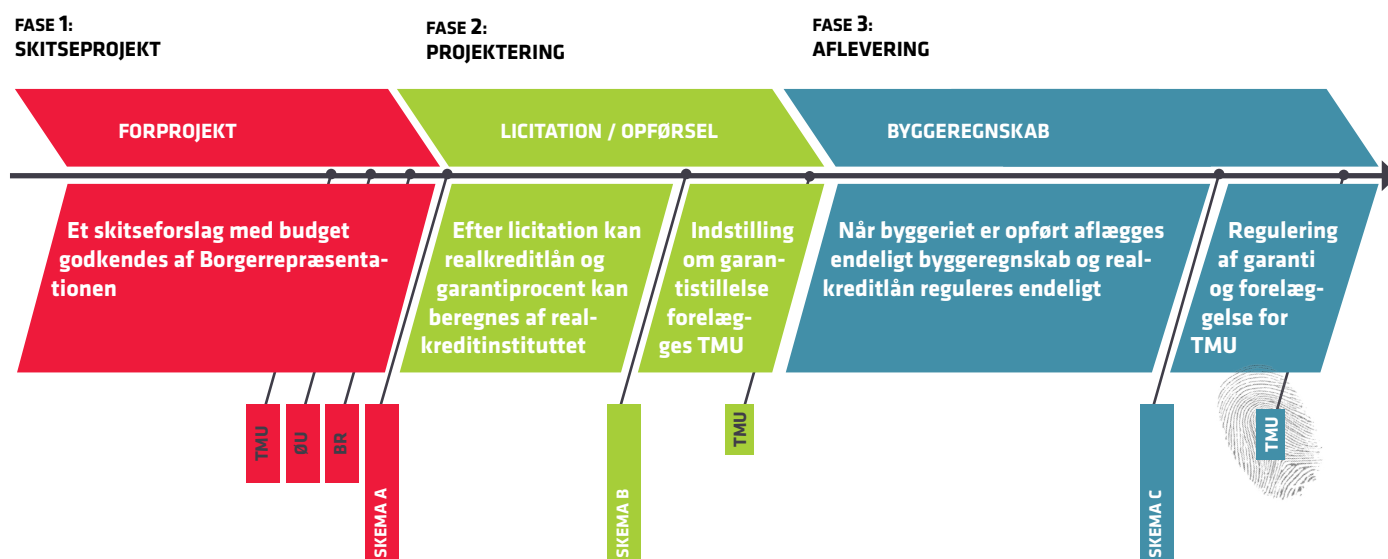 FASE 1:
SKITSEPROJEKT
FASE 2:
PROJEKTERING
FASE 3:
AFLEVERING
FORPROJEKT
LICITATION / OPFØRSEL
BYGGEREGNSKAB
Et skitseforslag med budget
godkendes af Borgerrepræsenta-
tionen
Efter licitation kan
realkreditlån og
garantiprocent kan
beregnes af real-
kreditinstituttet
Indstilling
om garan-
tistillelse
forelæg-
ges TMU
Når byggeriet er opført aflægges
endeligt byggeregnskab og real-
kreditlån reguleres endeligt
Regulering
af garanti
og forelæg-
gelse for
TMU
TMU
ØU
BR
SKEMA A
SKEMA B
TMU
SKEMA C
TMU